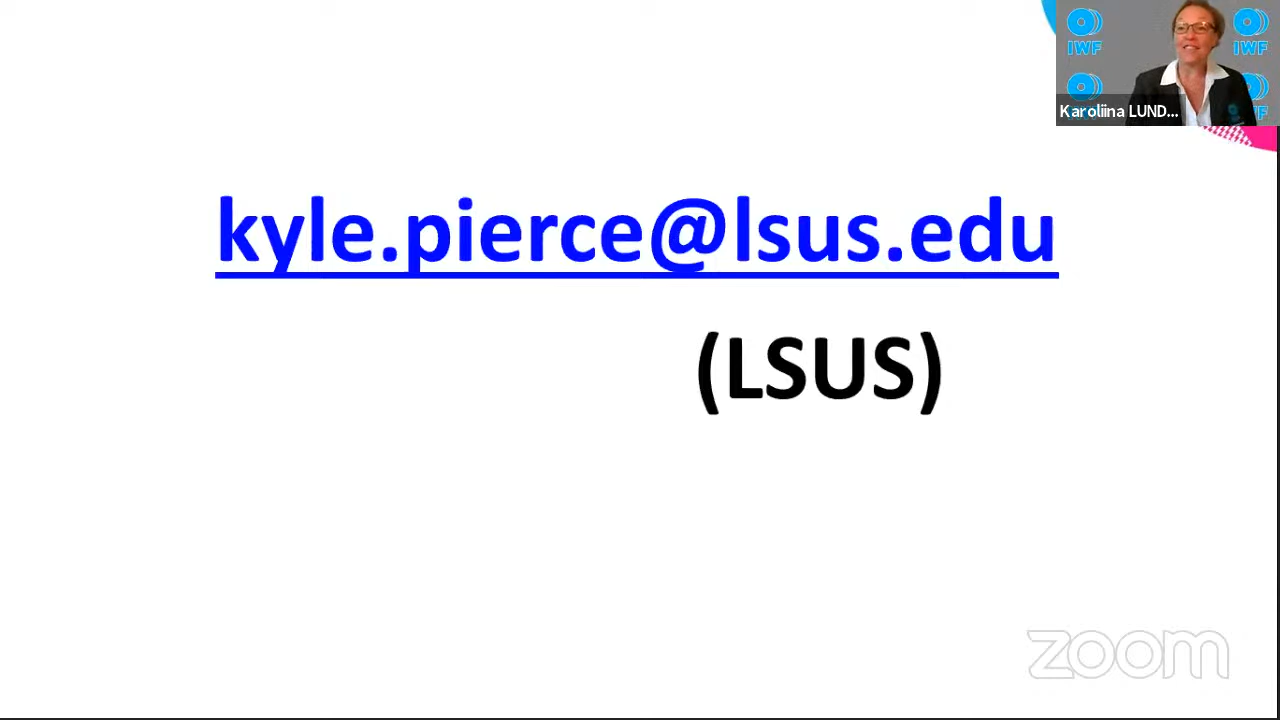 IWF
IWF
Karoliina LUND...
kyle.pierce@lsus.edu
(LSUS)
zoom